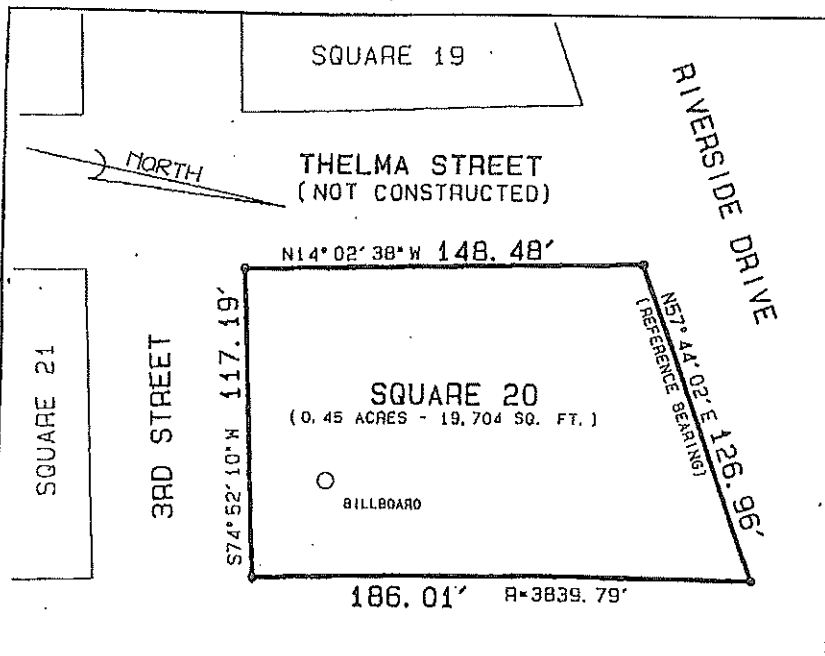 SQUARE 19
RIVERSIDE DRIVE
NORTH
THELMA STREET
(NOT CONSTRUCTED)
N14°02'38"W 148.48'
SQUARE 21
3RD STREET
S74°52'10"W 117.19'
SQUARE 20
(0.45 ACRES - 19,704 SQ. FT.)
BILLBOARD
N57°44'02"E 126.96'
(REFERENCE BEARING)
186.01' R=3839.79'